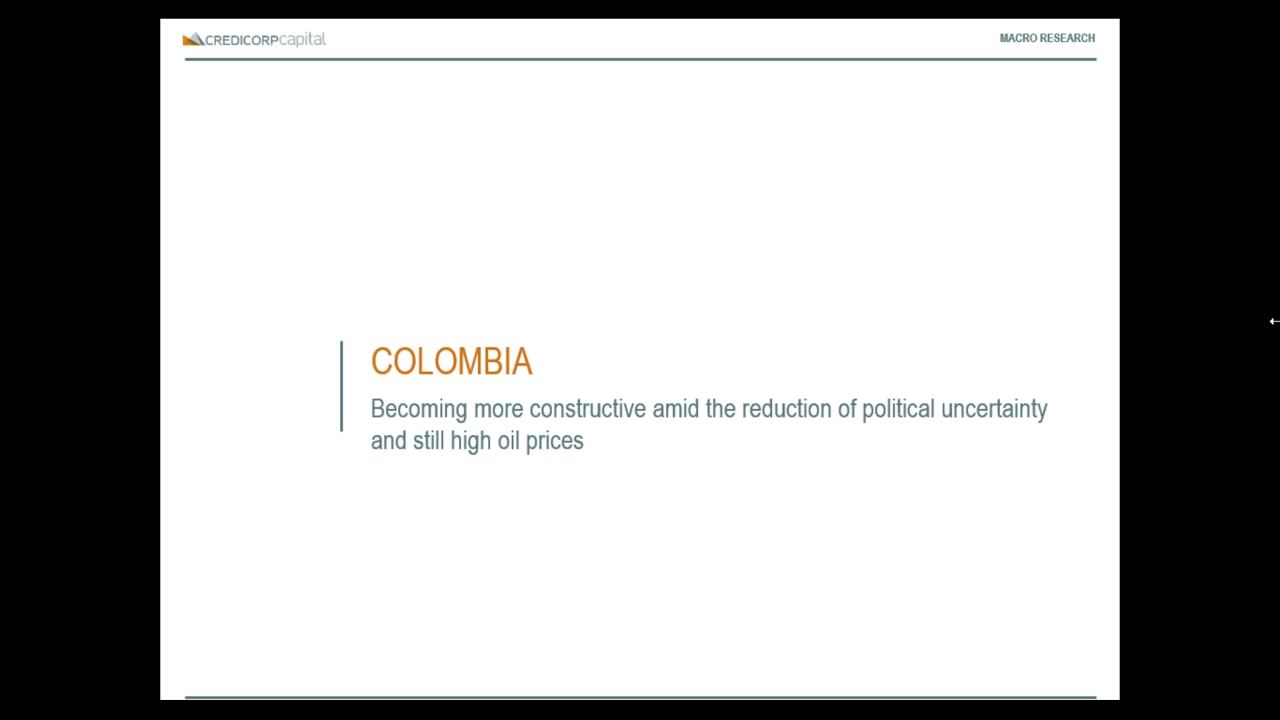 CREDICORPcapital
MACRO RESEARCH
COLOMBIA
Becoming more constructive amid the reduction of political uncertainty
and still high oil prices